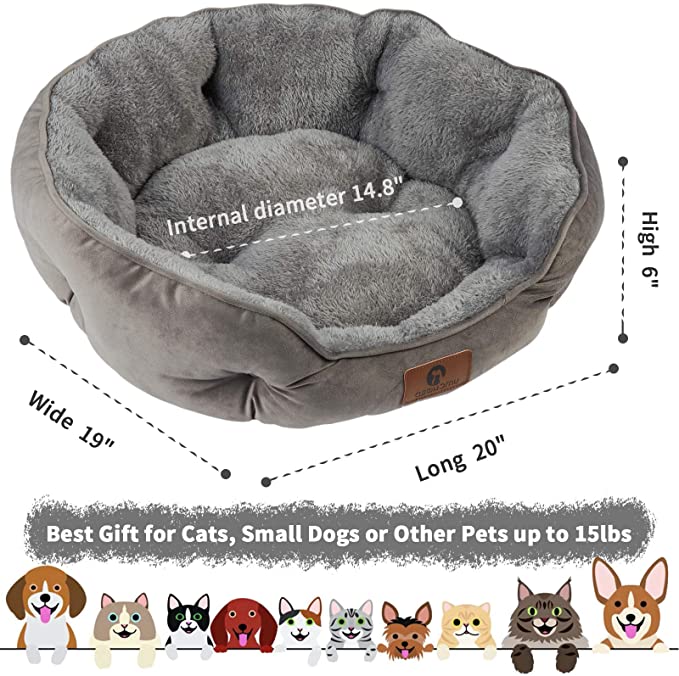 Internal diameter 14.8"
High 6"
Wide 19"
Long 20"
Best Gift for Cats, Small Dogs or Other Pets up to 15lbs